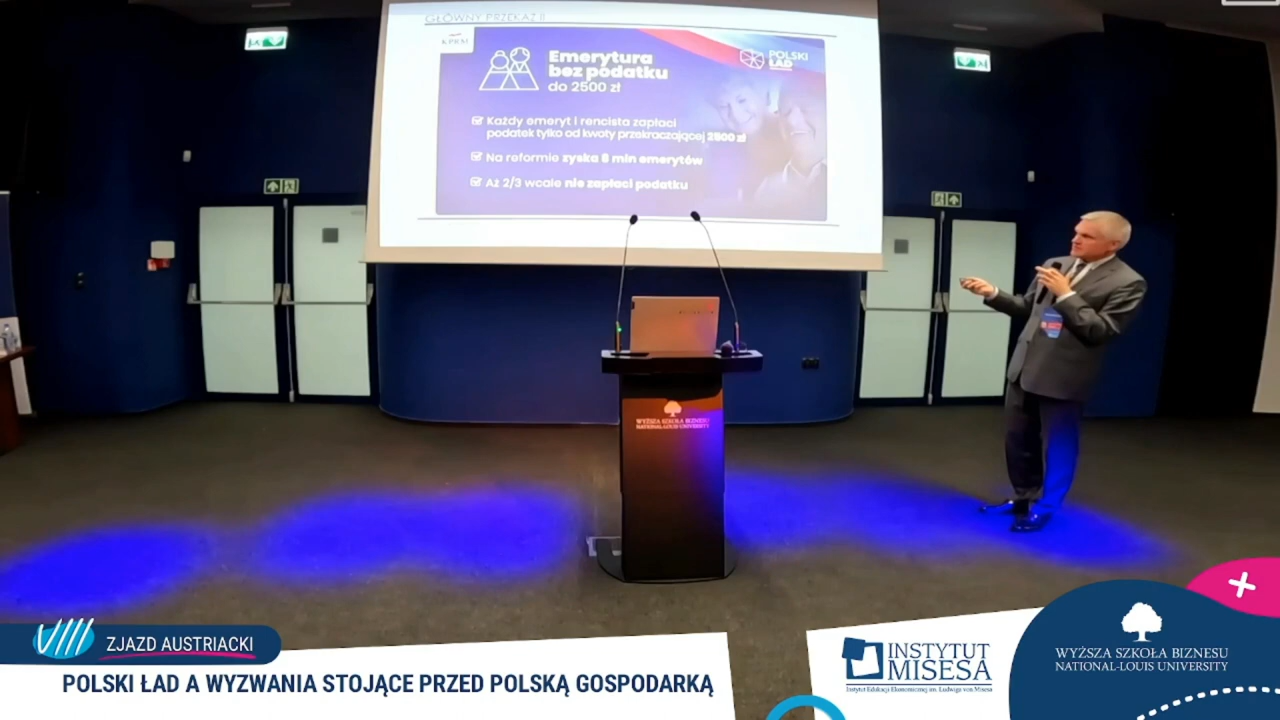 GŁÓWNY PRZEKAZ II
KPRM
Emerytura
bez podatku
do 2500 zł
POLSKI
ŁAD
Każdy emeryt i rencista zapłaci
podatek tylko od kwoty przekraczającej 2500 zł
Na reformie zyska 8 mln emerytów
Aż 2/3 wcale nie zapłaci podatku
WYŻSZA SZKOŁA BIZNESU
NATIONAL-LOUIS UNIVERSITY
VIII ZJAZD AUSTRIACKI
POLSKI ŁAD A WYZWANIA STOJĄCE PRZED POLSKĄ GOSPODARKĄ
INSTYTUT
MISESA
Instytut Edukacji Ekonomicznej im. Ludwiga von Misesa
WYŻSZA SZKOŁA BIZNESU
NATIONAL-LOUIS UNIVERSITY